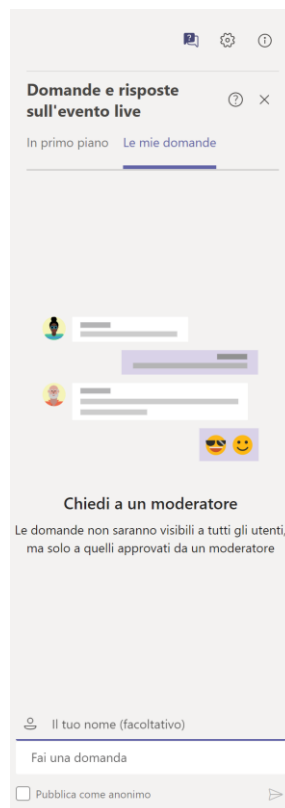 Domande e risposte
sull'evento live
In primo piano Le mie domande
Chiedi a un moderatore
Le domande non saranno visibili a tutti gli utenti,
ma solo a quelli approvati da un moderatore
Il tuo nome (facoltativo)
Fai una domanda
Pubblica come anonimo